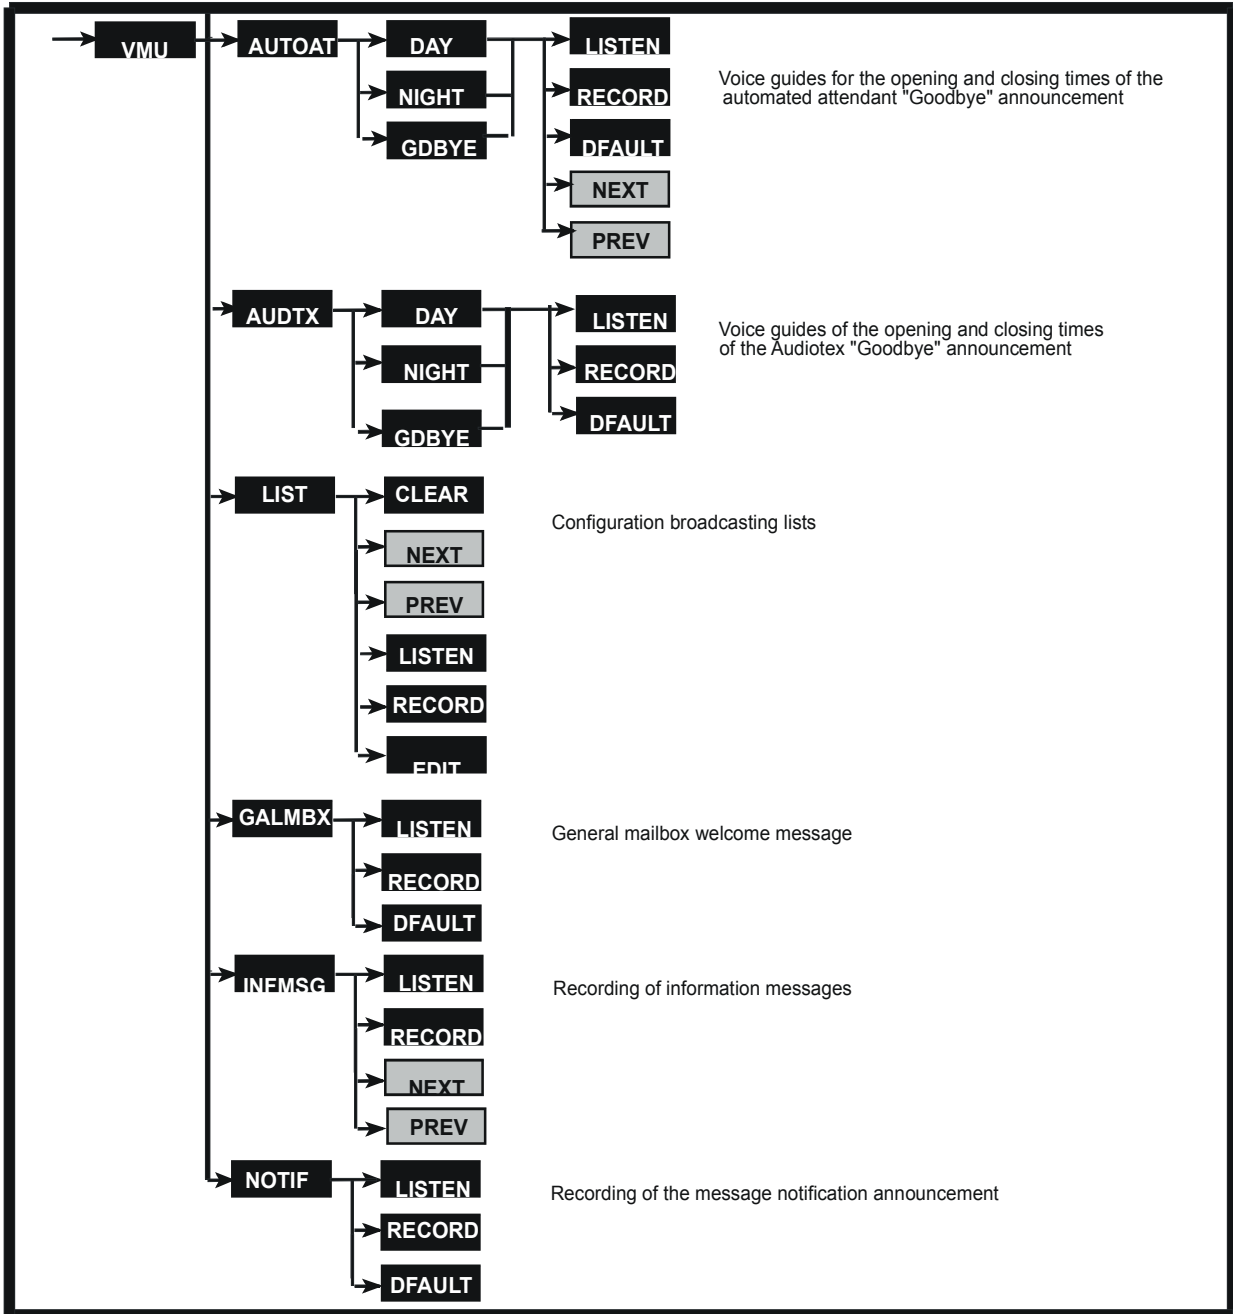 VMU
AUTOAT
DAY
LISTEN
NIGHT
RECORD
GDBYE
DFAULT
NEXT
PREV
Voice guides for the opening and closing times of the
automated attendant "Goodbye" announcement
AUDTX
DAY
LISTEN
NIGHT
RECORD
GDBYE
DFAULT
Voice guides of the opening and closing times
of the Audiotex "Goodbye" announcement
LIST
CLEAR
NEXT
PREV
LISTEN
RECORD
EDIT
Configuration broadcasting lists
GALMBX
LISTEN
RECORD
DFAULT
General mailbox welcome message
INFMSG
LISTEN
RECORD
NEXT
PREV
Recording of information messages
NOTIF
LISTEN
RECORD
DFAULT
Recording of the message notification announcement